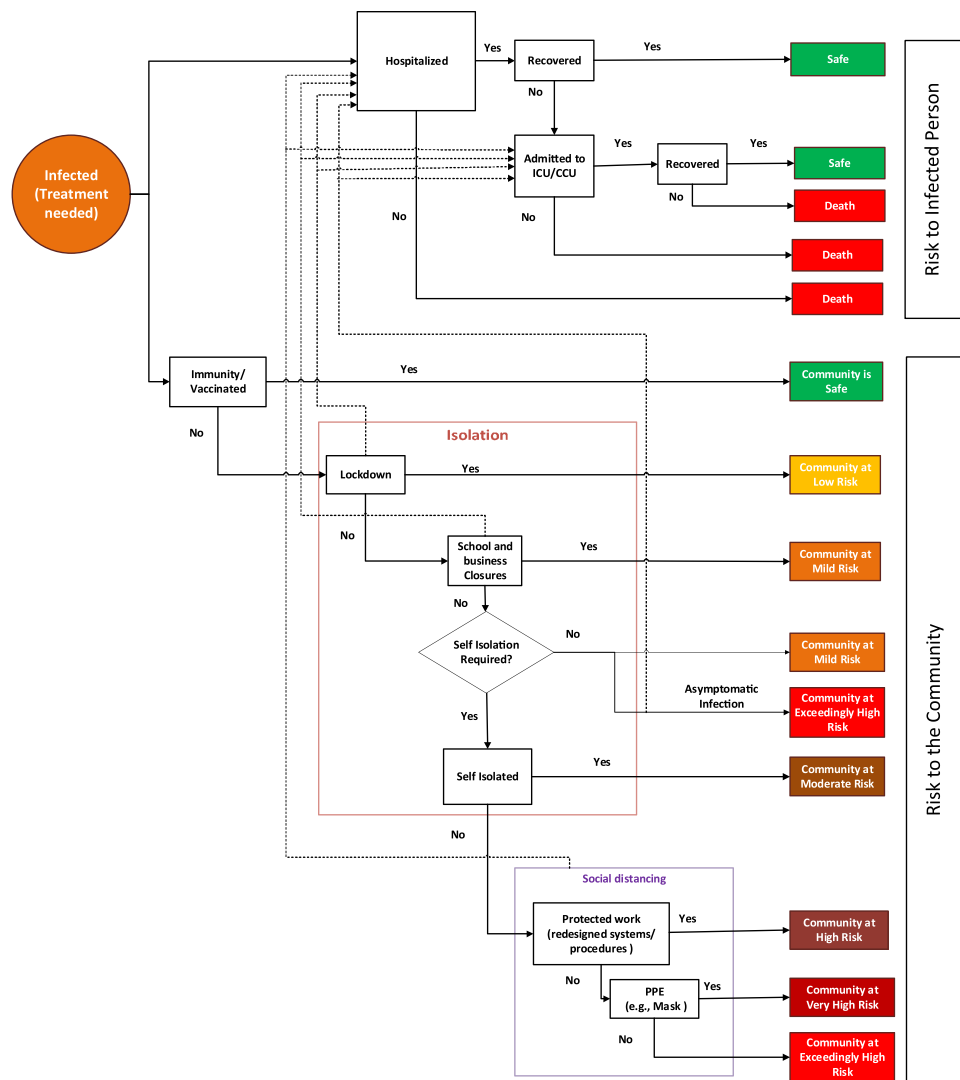 Hospitalized
Yes
Recovered
Yes
Safe
No
Infected
(Treatment
needed)
Admitted to
ICU/CCU
Yes
Recovered
Yes
Safe
No
Death
No
No
Death
Death
Risk to Infected Person
Immunity/
Vaccinated
Yes
Community is
Safe
No
Isolation
Lockdown
Yes
Community at
Low Risk
No
School and
business
Closures
Yes
Community at
Mild Risk
No
Self Isolation
Required?
No
Community at
Mild Risk
Asymptomatic
Infection
Community at
Exceedingly High
Risk
Yes
Self Isolated
Yes
Community at
Moderate Risk
No
Risk to the Community
Social distancing
Protected work
(redesigned systems/
procedures )
Yes
Community at
High Risk
No
PPE
(e.g., Mask )
Yes
Community at
Very High Risk
No
Community at
Exceedingly High
Risk